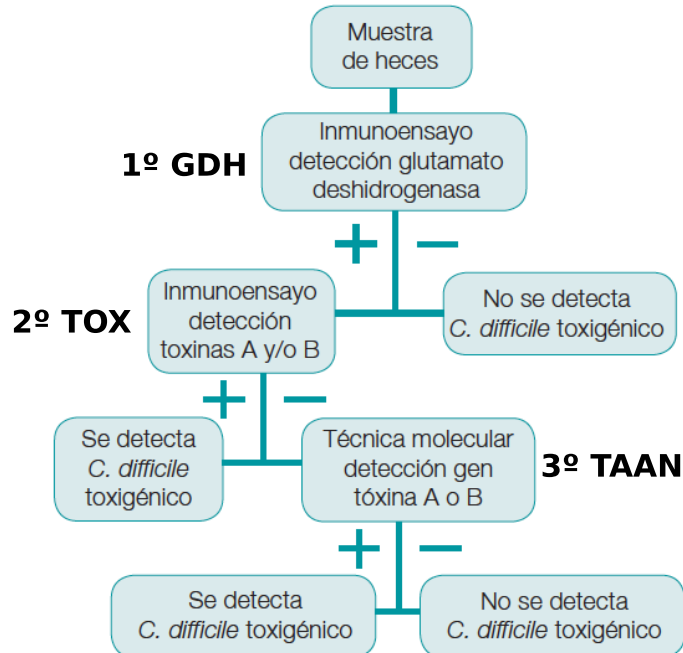 Muestra
de heces
1º GDH
Inmunoensayo
detección glutamato
deshidrogenasa
+
−
2º TOX
Inmunoensayo
detección
toxinas A y/o B
No se detecta
C. difficile toxigénico
+
−
Se detecta
C. difficile
toxigénico
Técnica molecular
detección gen
tóxina A o B
3º TAAN
+
−
Se detecta
C. difficile toxigénico
No se detecta
C. difficile toxigénico